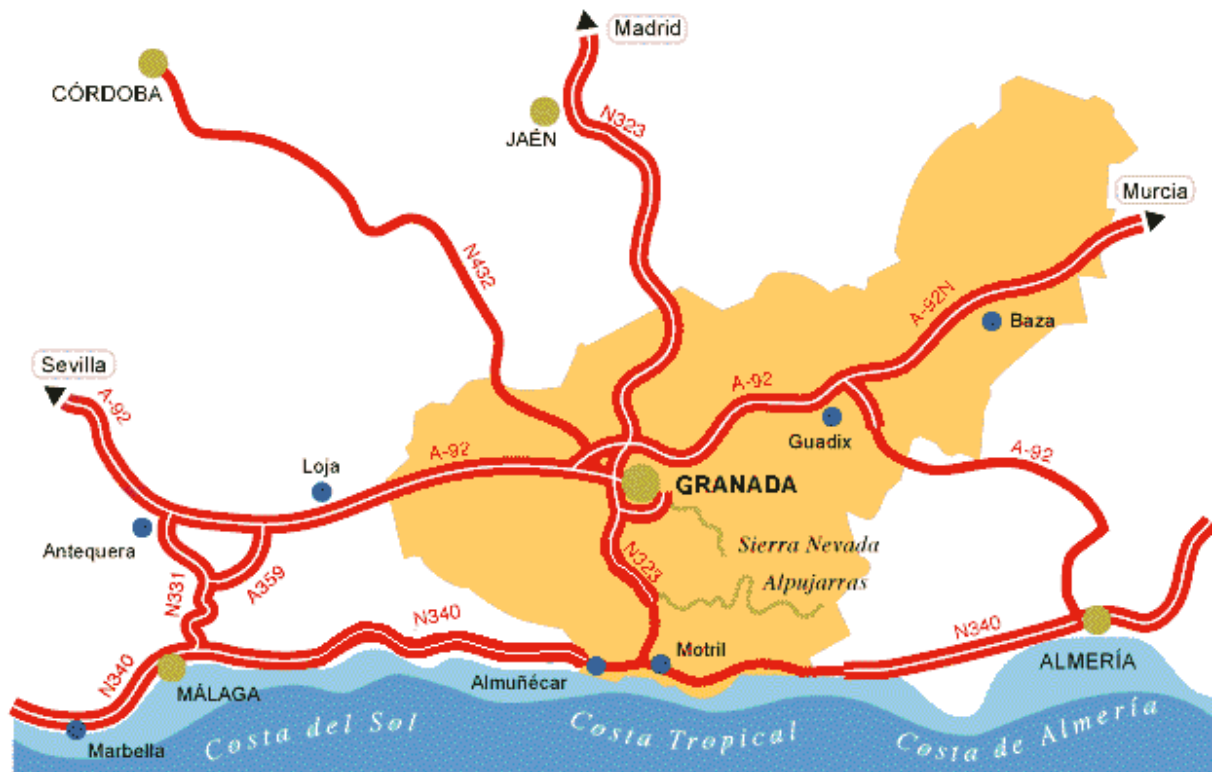 Madrid
CÓRDOBA
JAÉN
N323
Murcia
N432
A-92N
Baza
Sevilla
A-92
A-92
Guadix
Loja
A-92
A-92
GRANADA
Antequera
Sierra Nevada
N331
A359
N323
Alpujarras
N340
N340
Motril
ALMERÍA
N340
MÁLAGA
Almuñécar
Marbella
Costa del Sol
Costa Tropical
Costa de Almería